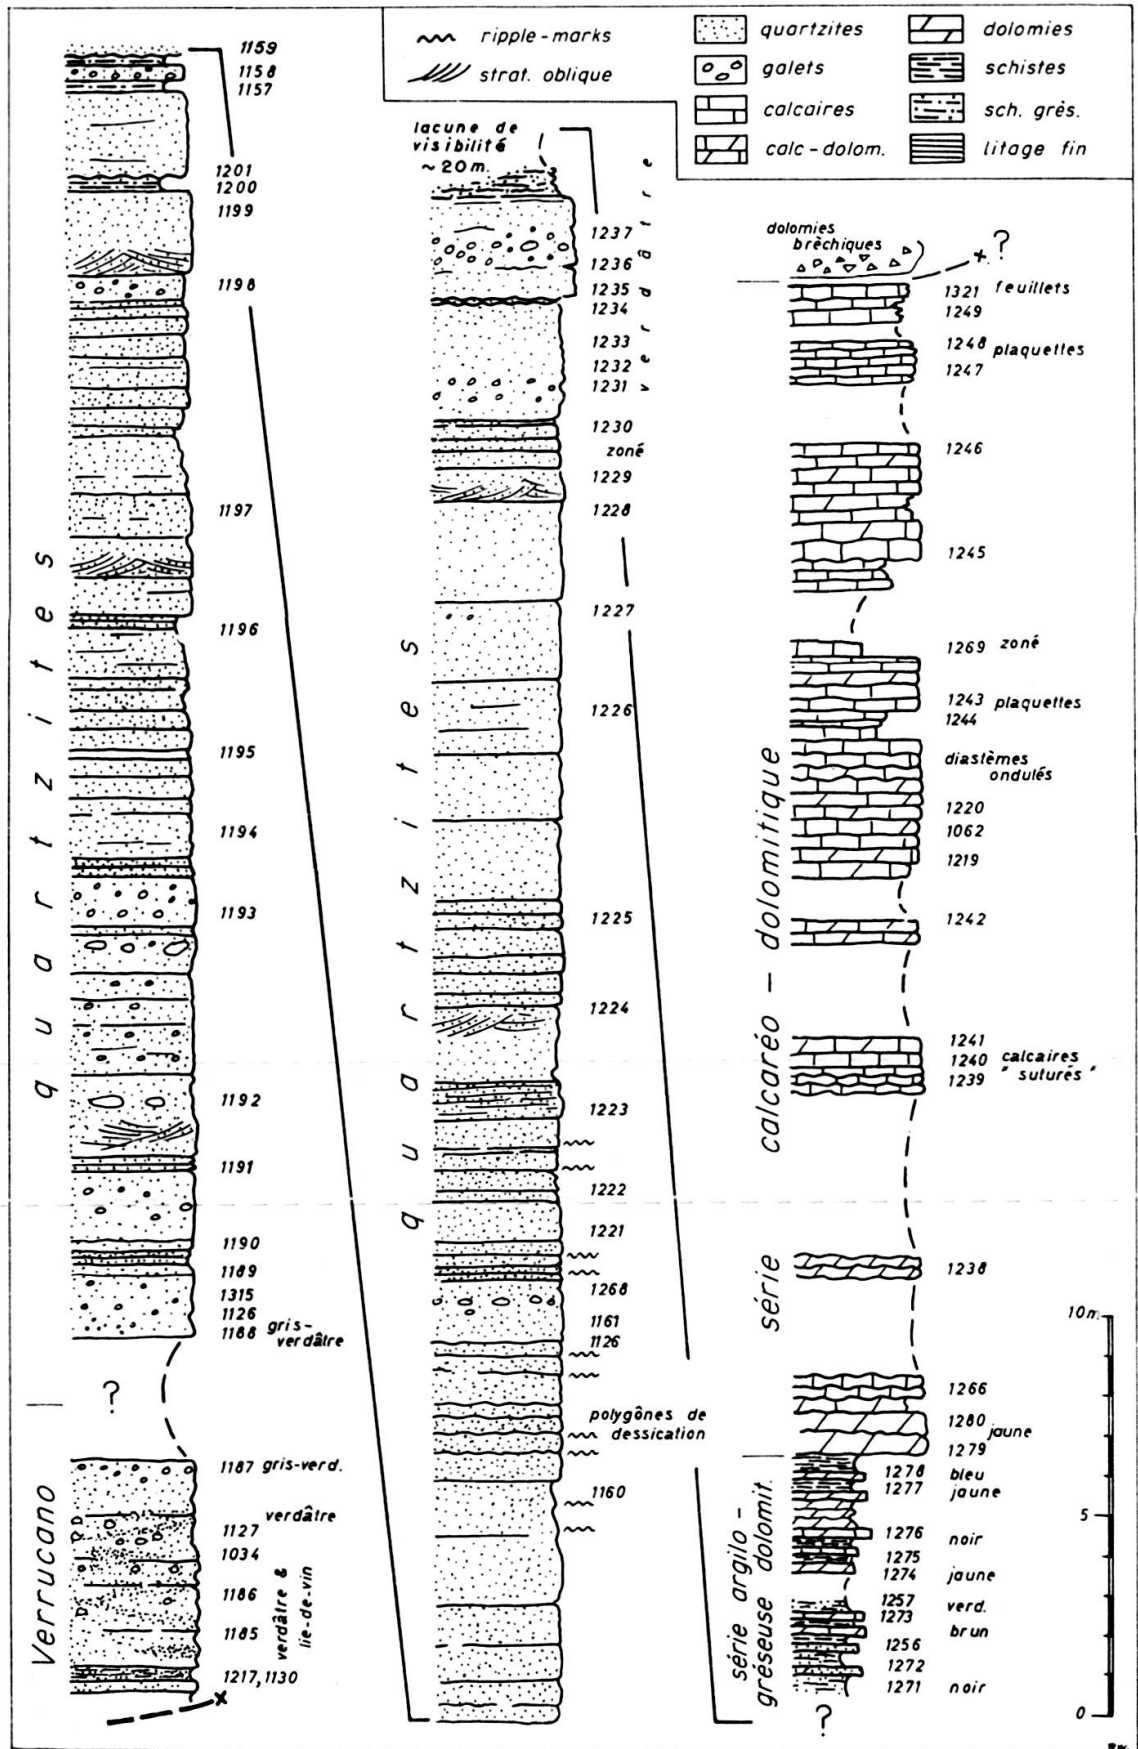 ripple-marks
strat. oblique
quartzites
galets
calcaires
calc-dolom.
dolomies
schistes
sch. grès.
litage fin
1159
1158
1157
1201
1200
1199
1198
1197
1196
1195
1194
1193
1192
1191
1190
1189
1315
1126
1188 gris-
verdâtre
?
1187 gris-verd.
verdâtre
1127
1034
1186
1185
verdâtre &
lie-de-vin
1217,1130
x
quartzites
Verrucano
lacune de
visibilité
~ 20m.
1237
1236
1235
1234
1233
1232
1231
verdâtre
1230
zoné
1229
1228
1227
1226
1225
1224
1223
1222
1221
1268
1161
1126
polygônes de
dessication
1160
quartzites
dolomies
brèchiques
x ?
1321 feuillets
1249
1248 plaquettes
1247
1246
1245
1269 zoné
1243 plaquettes
1244
diastèmes
ondulés
1220
1062
1219
1242
1241
1240 calcaires
1239 "suturés"
1238
1266
1280 jaune
1279
1278 bleu
1277 jaune
1276 noir
1275
1274 jaune
1257 verd.
1273
brun
1256
1272
1271 noir
?
série calcaréo - dolomitique
série argilo-
gréseuse dolomit.
10m
5
0